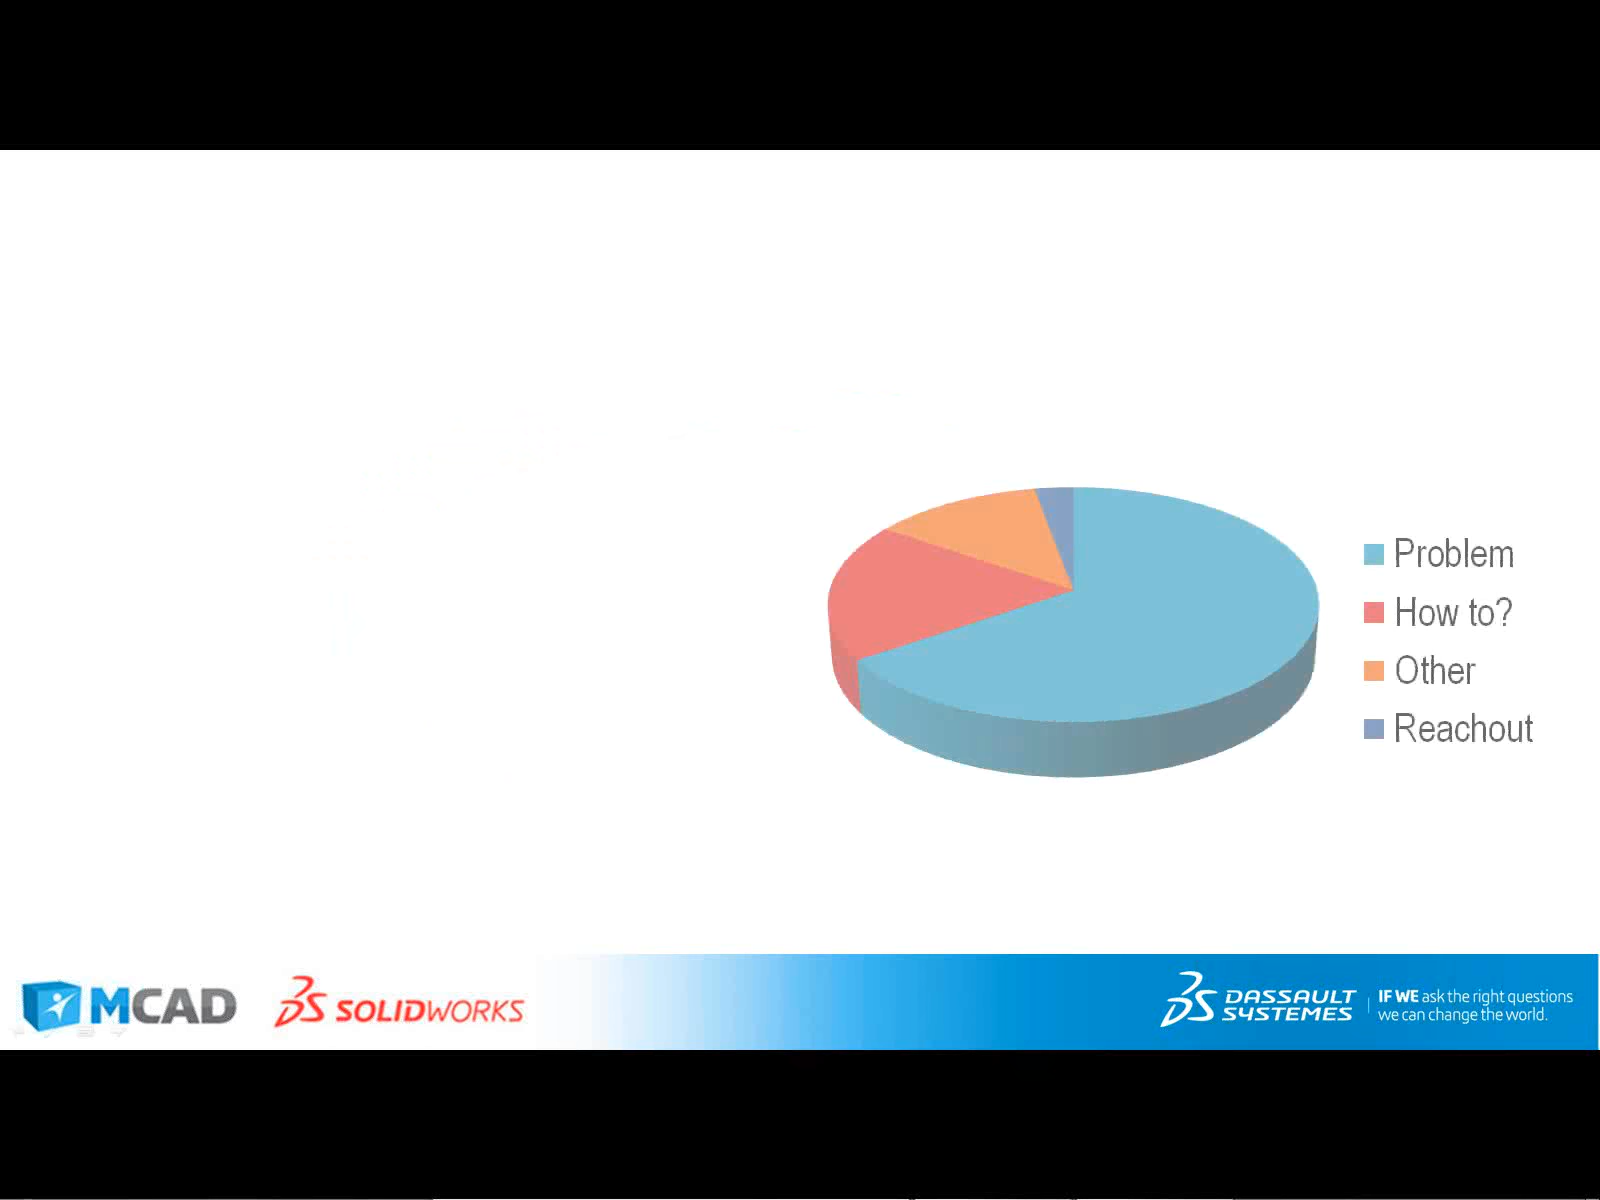 Problem
How to?
Other
Reachout
MCAD
SOLIDWORKS
DASSAULT
SYSTEMES
IF WE ask the right questions
we can change the world.